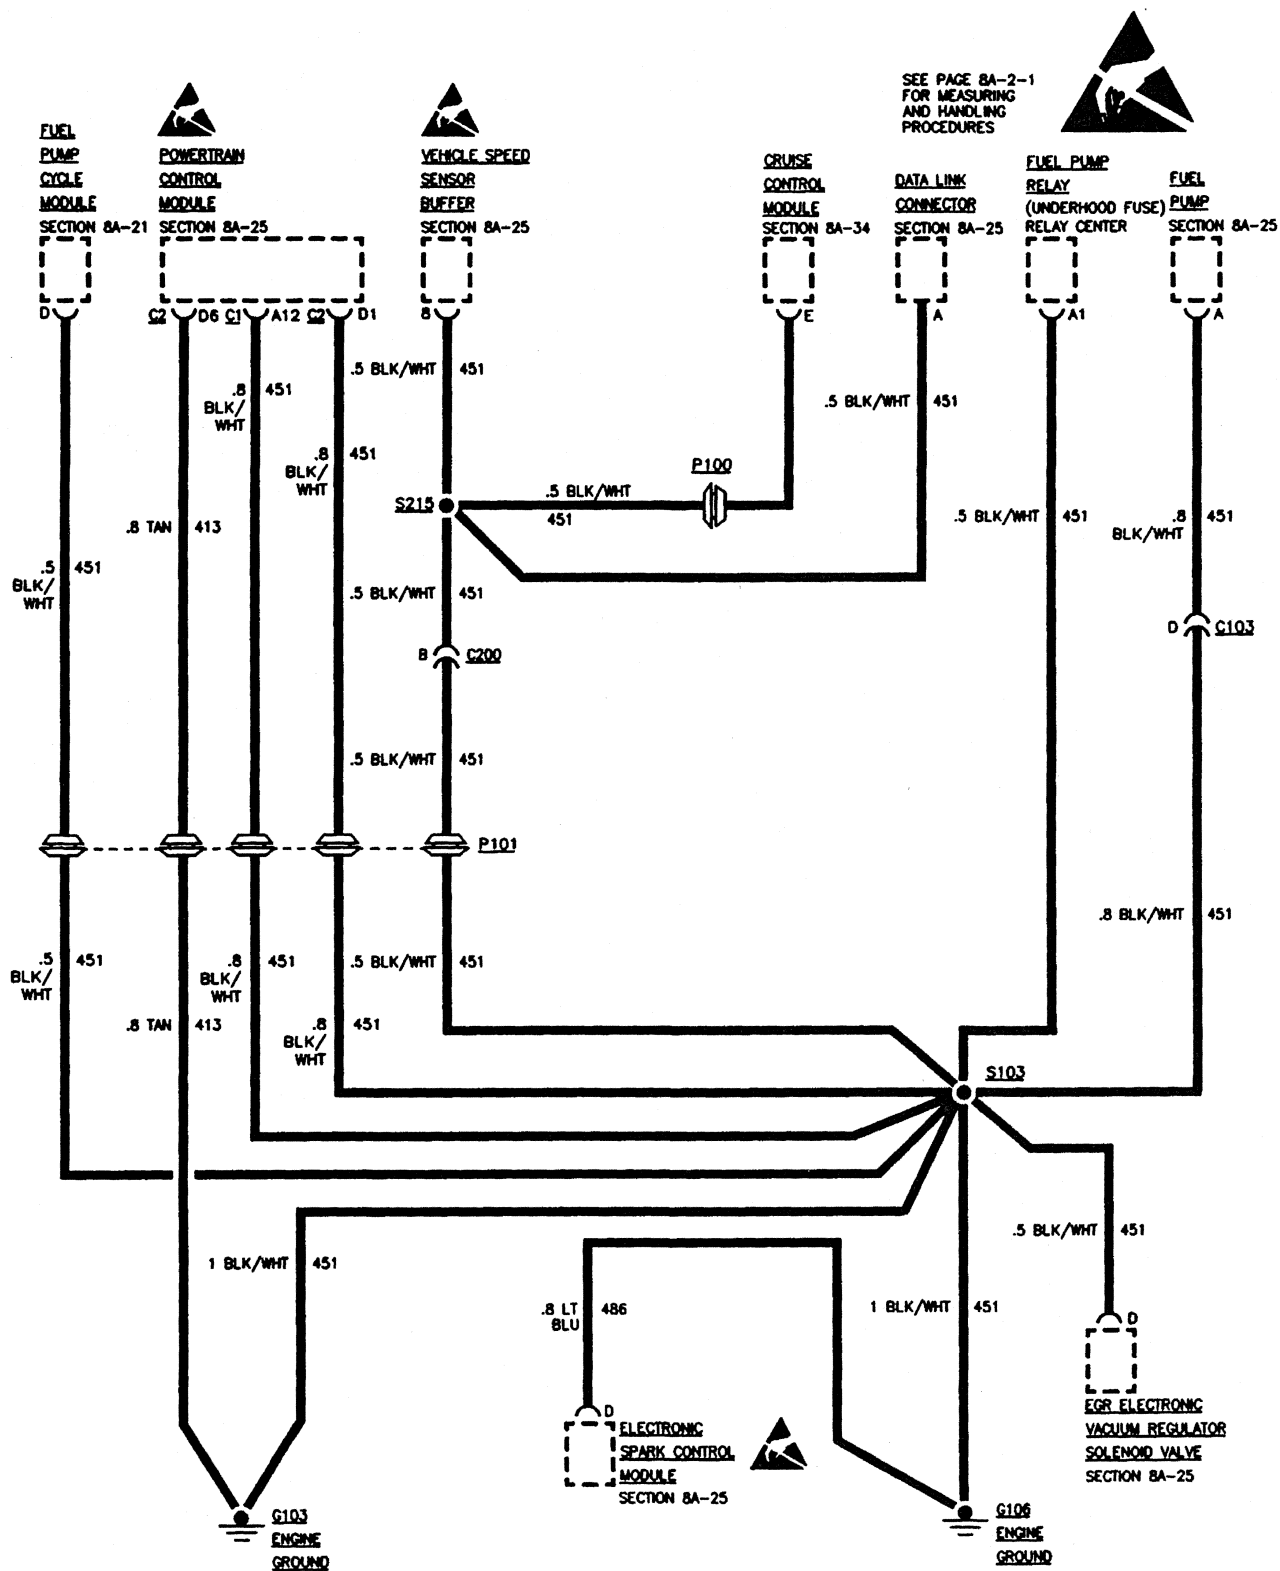 SEE PAGE 8A-2-1
FOR MEASURING
AND HANDLING
PROCEDURES
FUEL
PUMP
CYCLE
MODULE
SECTION 8A-21
POWERTRAIN
CONTROL
MODULE
SECTION 8A-25
VEHICLE SPEED
SENSOR
BUFFER
SECTION 8A-25
CRUISE
CONTROL
MODULE
SECTION 8A-34
DATA LINK
CONNECTOR
SECTION 8A-25
FUEL PUMP
RELAY
(UNDERHOOD FUSE)
RELAY CENTER
FUEL
PUMP
SECTION 8A-25
D
C2
D6
C1
A12
C2
D1
B
E
A
A1
A
.5 BLK/WHT
451
.8
BLK/
WHT
451
.5 BLK/WHT
451
.8
BLK/
WHT
451
P100
S215
.5 BLK/WHT
451
.8 TAN
413
.5 BLK/WHT
451
.8
BLK/WHT
451
.5
BLK/
WHT
451
.5 BLK/WHT
451
D
C103
B
C200
.5 BLK/WHT
451
P101
.8 BLK/WHT
451
.5
BLK/
WHT
451
.8
BLK/
WHT
451
.5 BLK/WHT
451
.8 TAN
413
.8
BLK/
WHT
451
S103
1 BLK/WHT
451
.5 BLK/WHT
451
.8 LT
BLU
486
1 BLK/WHT
451
D
EGR ELECTRONIC
VACUUM REGULATOR
SOLENOID VALVE
SECTION 8A-25
D
ELECTRONIC
SPARK CONTROL
MODULE
SECTION 8A-25
G103
ENGINE
GROUND
G106
ENGINE
GROUND